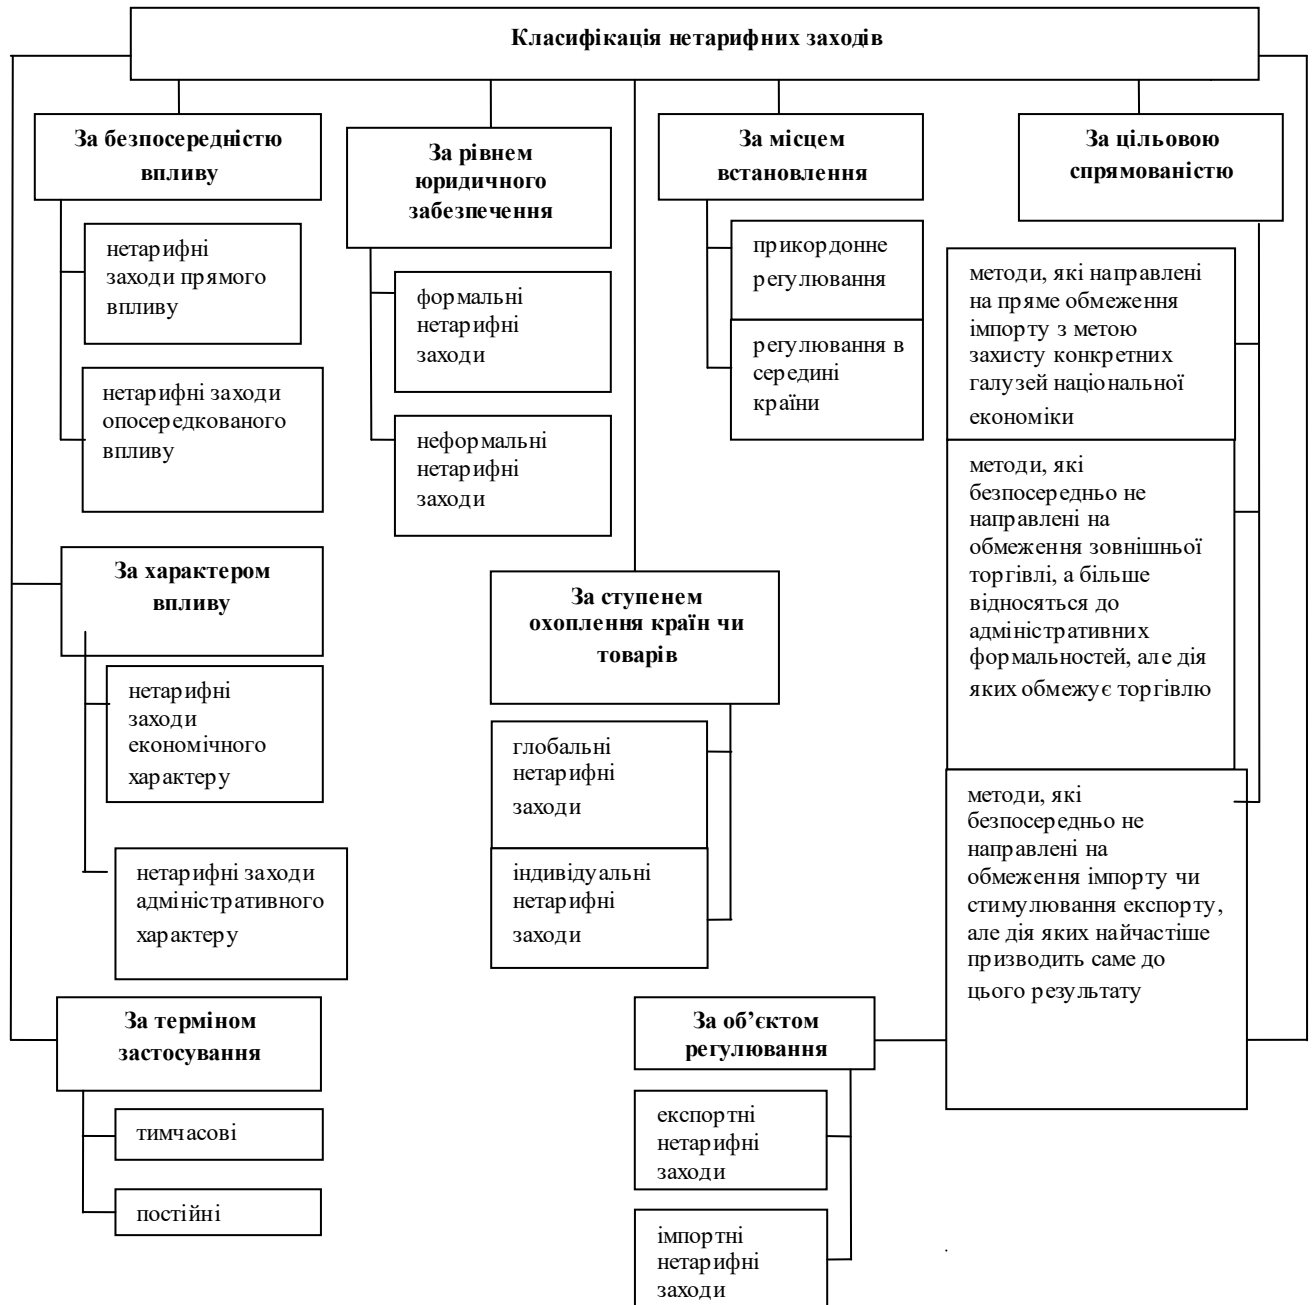 Класифікація нетарифних заходів
За безпосередністю
впливу
нетарифні
заходи прямого
впливу
нетарифні заходи
опосередкованого
впливу
За рівнем
юридичного
забезпечення
формальні
нетарифні
заходи
неформальні
нетарифні
заходи
За місцем
встановлення
прикордонне
регулювання
регулювання в
середині
країни
За цільовою
спрямованістю
методи, які направлені
на пряме обмеження
імпорту з метою
захисту конкретних
галузей національної
економіки
методи, які
безпосередньо не
направлені на
обмеження зовнішньої
торгівлі, а більше
відносяться до
адміністративних
формальностей, але дія
яких обмежує торгівлю
методи, які
безпосередньо не
направлені на
обмеження імпорту чи
стимулювання експорту,
але дія яких найчастіше
призводить саме до
цього результату
За характером
впливу
нетарифні
заходи
економічного
характеру
нетарифні заходи
адміністративного
характеру
За ступенем
охоплення країн чи
товарів
глобальні
нетарифні
заходи
індивідуальні
нетарифні
заходи
За терміном
застосування
тимчасові
постійні
За об’єктом
регулювання
експортні
нетарифні
заходи
імпортні
нетарифні
заходи
.